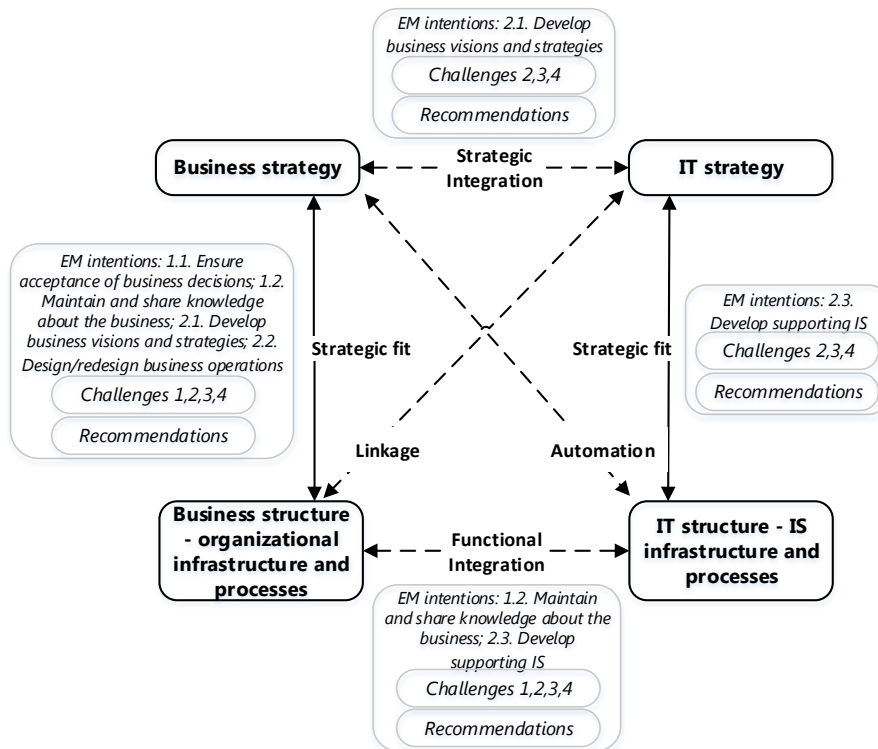 EM intentions: 2.1. Develop
business visions and strategies
Challenges 2,3,4
Recommendations
Business strategy
Strategic
Integration
IT strategy
EM intentions: 1.1. Ensure
acceptance of business decisions; 1.2.
Maintain and share knowledge
about the business; 2.1. Develop
business visions and strategies; 2.2.
Design/redesign business operations
Challenges 1,2,3,4
Recommendations
Strategic fit
Strategic fit
EM intentions: 2.3.
Develop supporting IS
Challenges 2,3,4
Recommendations
Linkage
Automation
Business structure
- organizational
infrastructure and
processes
Functional
Integration
IT structure - IS
infrastructure and
processes
EM intentions: 1.2. Maintain
and share knowledge about the
business; 2.3. Develop
supporting IS
Challenges 1,2,3,4
Recommendations